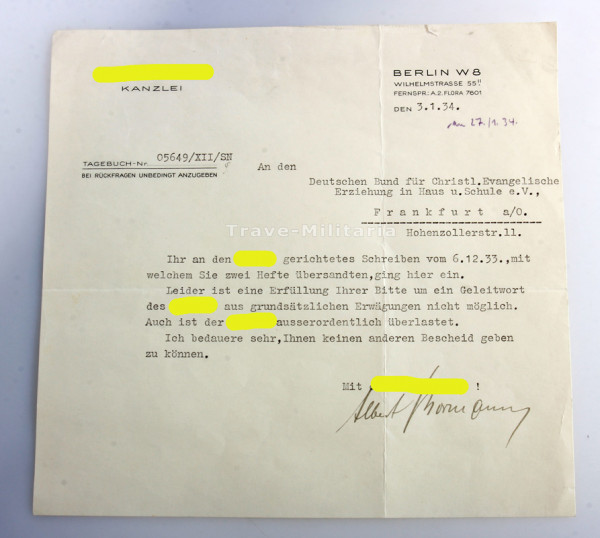 KANZLEI
BERLIN W8
WILHELMSTRASSE 55 II
FERNSPR.: A.2. FLORA 7601
DEN 3.1.34.
27/1.34.
TAGEBUCH-Nr. 05649/XII/SN
BEI RÜCKFRAGEN UNBEDINGT ANZUGEBEN
An den
Deutschen Bund für Christl.Evangelische
Erziehung in Haus u.Schule e.V.,
Frankfurt a/O.
Trave-Militaria
Hohenzollerstr.11.
Ihr an den gerichtetes Schreiben vom 6.12.33.,mit
welchem Sie zwei Hefte übersandten,ging hier ein.
Leider ist eine Erfüllung Ihrer Bitte um ein Geleitwort
des aus grundsätzlichen Erwägungen nicht möglich.
Auch ist der ausserordentlich überlastet.
Ich bedauere sehr,Ihnen keinen anderen Bescheid geben
zu können.
Mit !
Albert Bormann